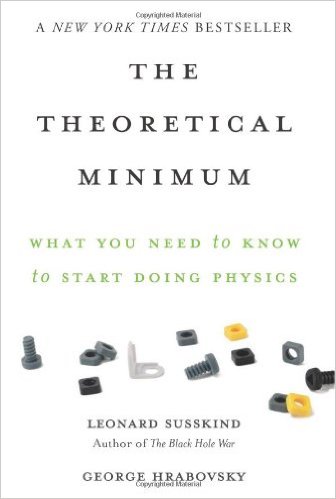 A NEW YORK TIMES BESTSELLER
THE
THEORETICAL
MINIMUM
WHAT YOU NEED to KNOW
to START DOING PHYSICS
LEONARD SUSSKIND
Author of The Black Hole War
GEORGE HRABOVSKY